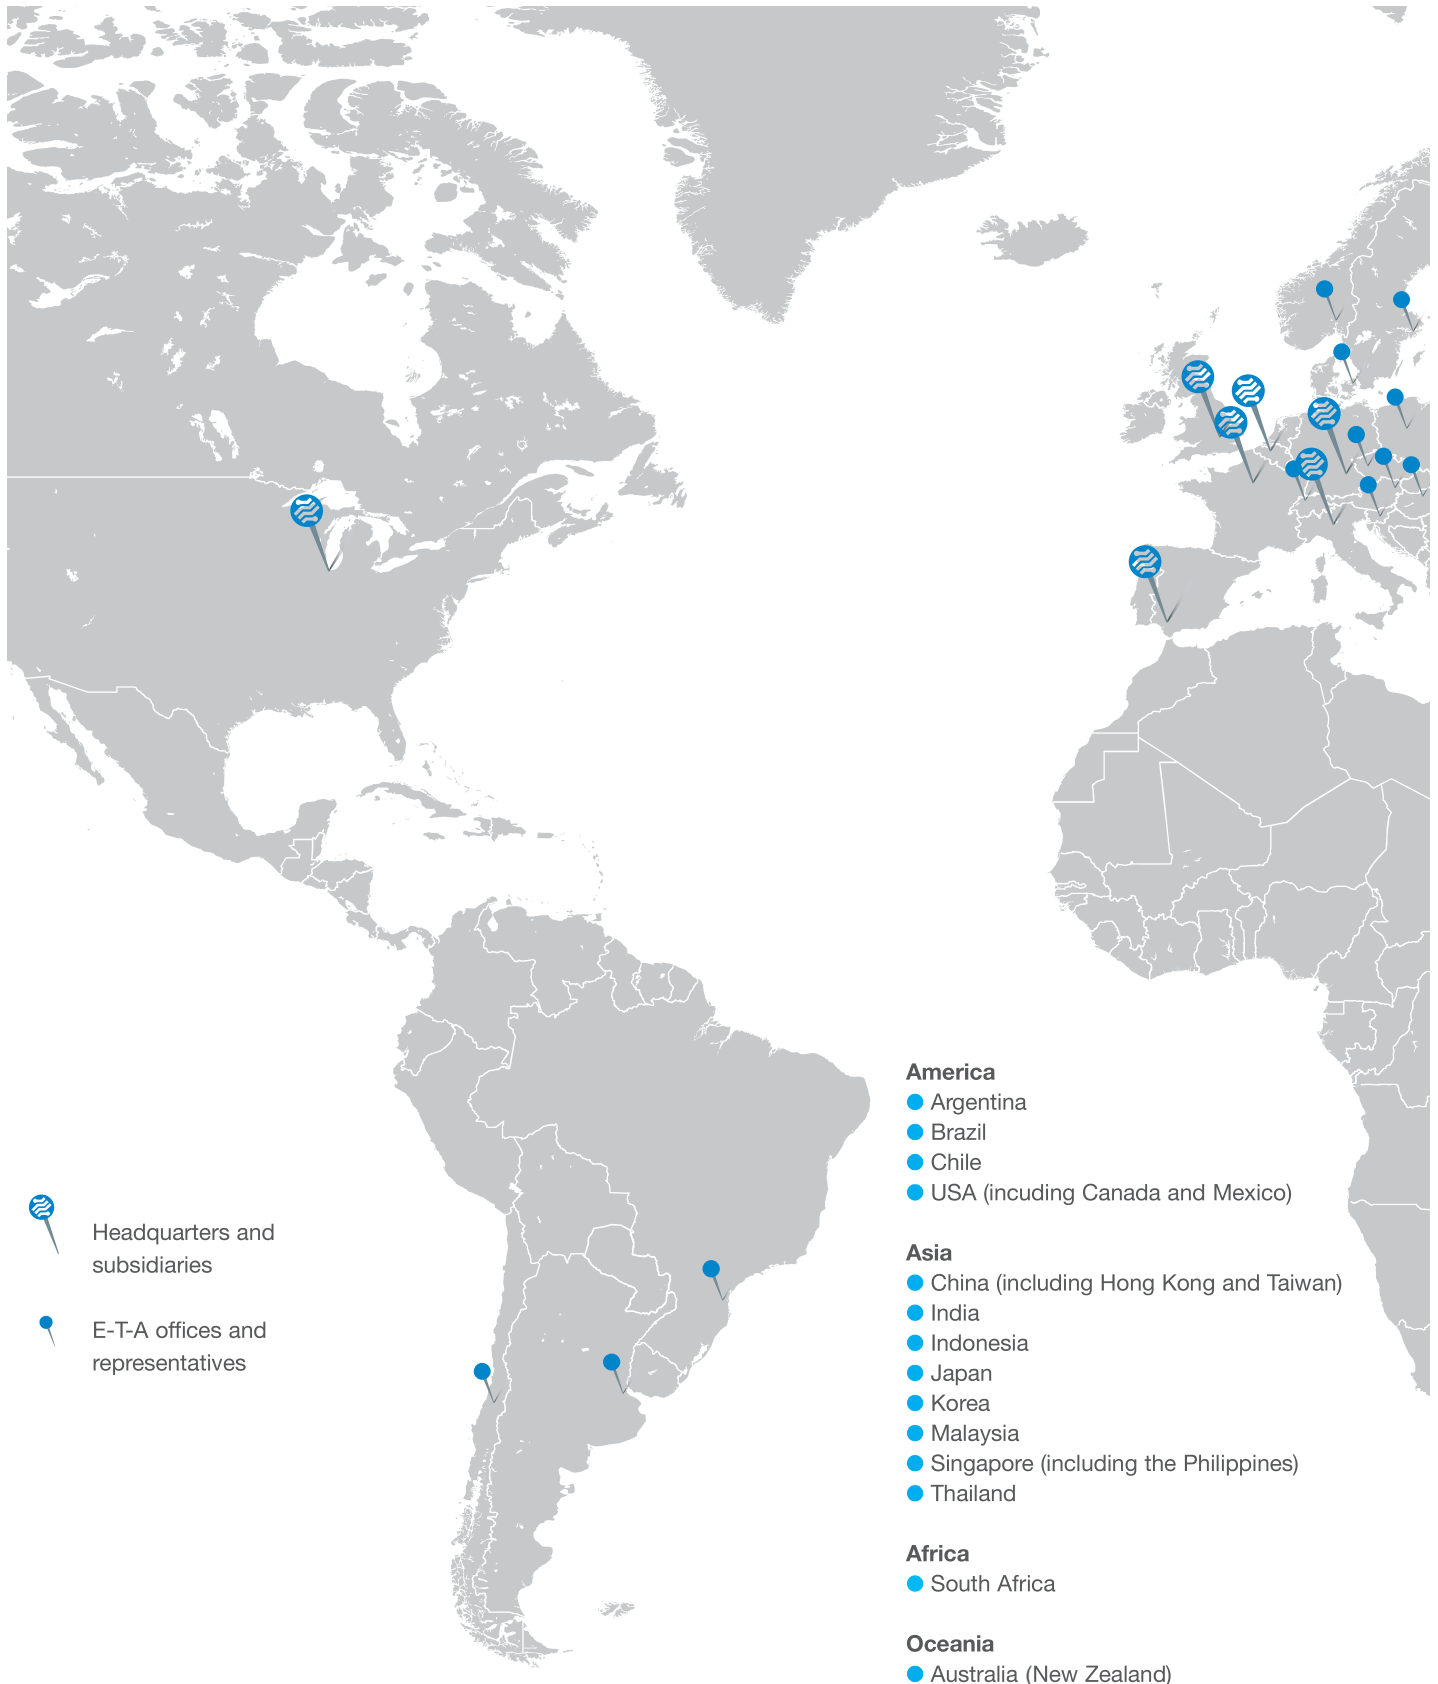 America
Argentina
Brazil
Chile
USA (incuding Canada and Mexico)
Asia
China (including Hong Kong and Taiwan)
India
Indonesia
Japan
Korea
Malaysia
Singapore (including the Philippines)
Thailand
Africa
South Africa
Oceania
Australia (New Zealand)
Headquarters and
subsidiaries
E-T-A offices and
representatives